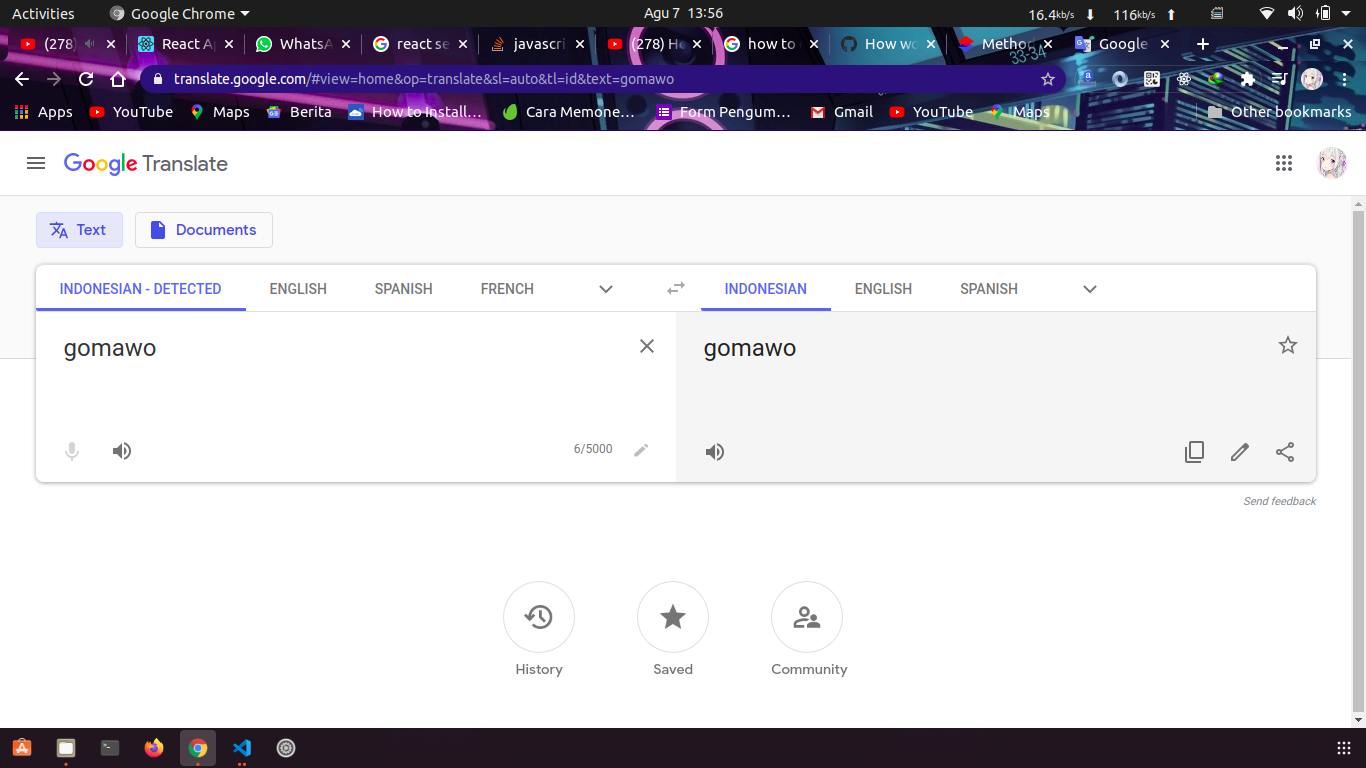 Activities Google Chrome Agu 7 13:56 16.4kb/s 116kb/s
(278) React Ap WhatsA react se javascri (278) He how to How wo Method Google
translate.google.com/#view=home&op=translate&sl=auto&tl=id&text=gomawo
Apps YouTube Maps Berita How to Install... Cara Memone... Form Pengum... Gmail YouTube Maps Other bookmarks
Google Translate
Text Documents
INDONESIAN - DETECTED ENGLISH SPANISH FRENCH INDONESIAN ENGLISH SPANISH
gomawo gomawo
6/5000
Send feedback
History Saved Community